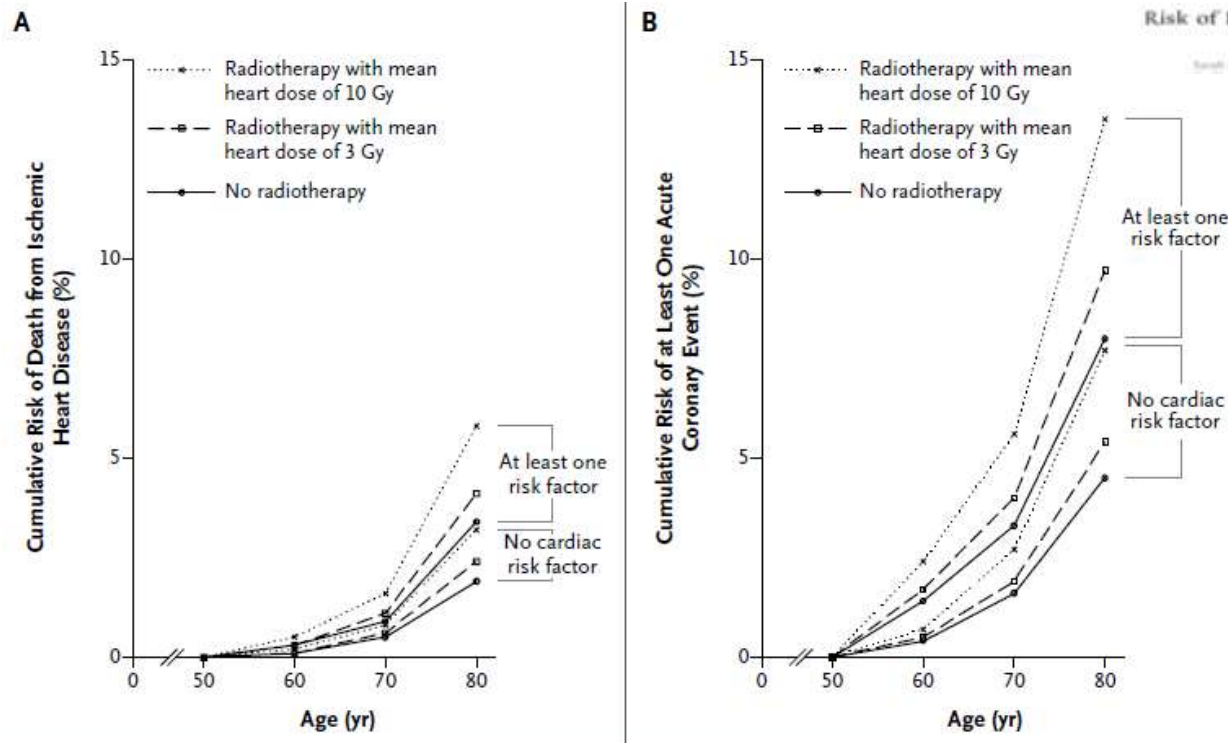 A
15
Radiotherapy with mean
heart dose of 10 Gy
Radiotherapy with mean
heart dose of 3 Gy
No radiotherapy
10
5
0
Cumulative Risk of Death from Ischemic
Heart Disease (%)
At least one
risk factor
No cardiac
risk factor
0
50
60
70
80
Age (yr)
B
Risk of
15
Radiotherapy with mean
heart dose of 10 Gy
Radiotherapy with mean
heart dose of 3 Gy
No radiotherapy
10
5
0
Cumulative Risk of at Least One Acute
Coronary Event (%)
At least one
risk factor
No cardiac
risk factor
0
50
60
70
80
Age (yr)